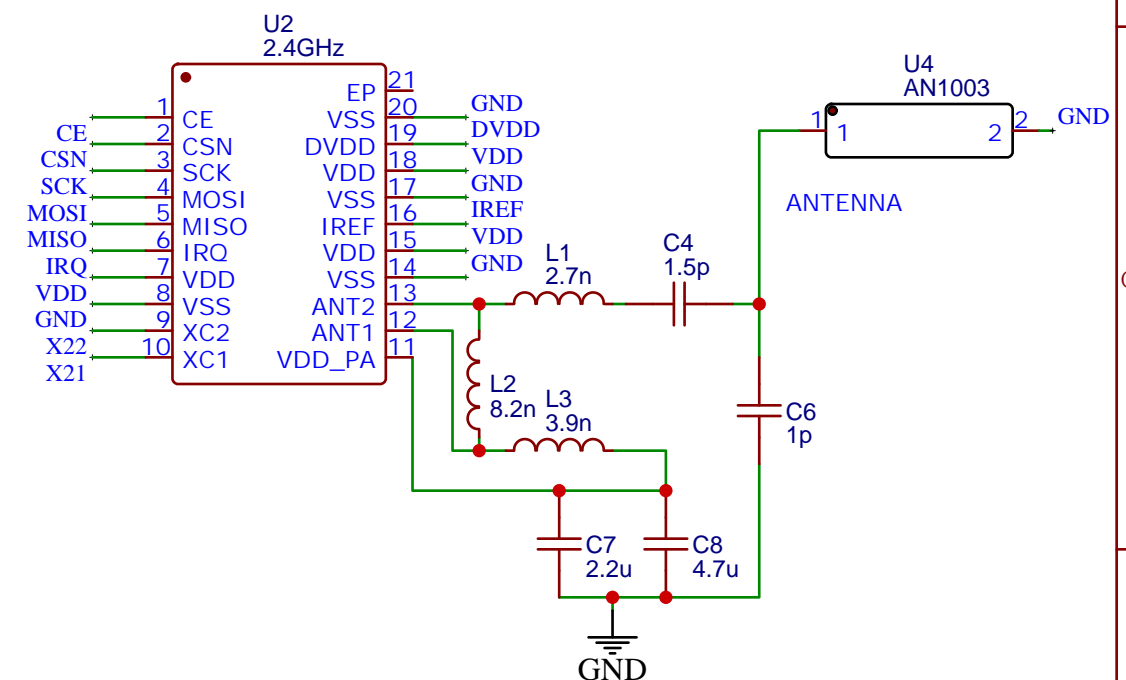 U2
2.4GHz
1 CE
2 CSN
3 SCK
4 MOSI
5 MISO
6 IRQ
7 VDD
8 VSS
9 XC2
10 XC1
CE
CSN
SCK
MOSI
MISO
IRQ
VDD
GND
X22
X21
EP 21
VSS 20
DVDD 19
VDD 18
VSS 17
IREF 16
VDD 15
VSS 14
ANT2 13
ANT1 12
VDD_PA 11
GND
DVDD
VDD
GND
IREF
VDD
GND
L1
2.7n
C4
1.5p
L2
8.2n
L3
3.9n
C6
1p
C7
2.2u
C8
4.7u
GND
U4
AN1003
1 1 2 2
GND
ANTENNA